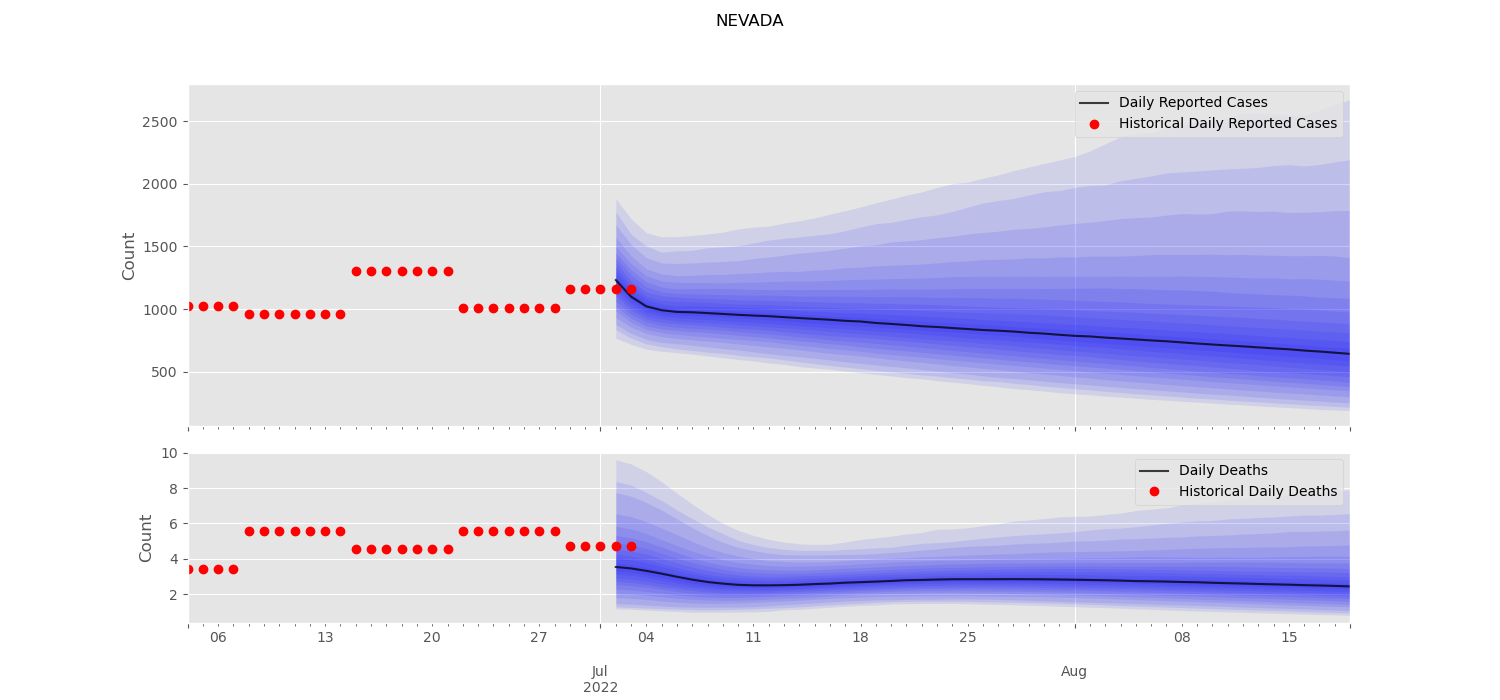 NEVADA
2500
2000
1500
1000
500
Count
Daily Reported Cases
Historical Daily Reported Cases
10
8
6
4
2
Count
Daily Deaths
Historical Daily Deaths
06 13 20 27 04 11 18 25 08 15
Jul Aug
2022